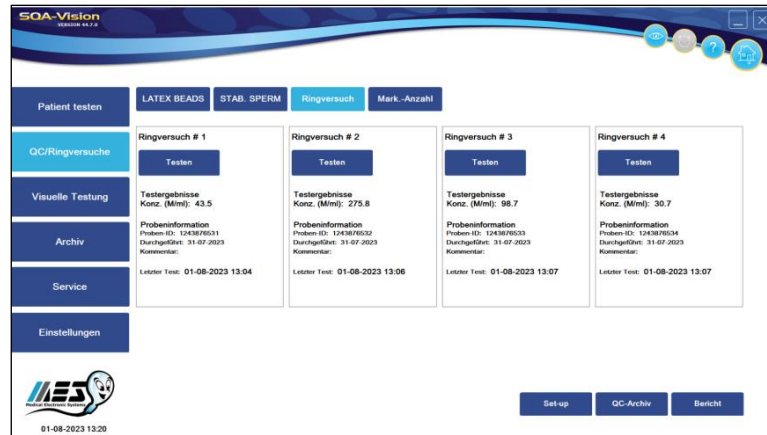 SQA-Vision
VERSION 44.7.0
?
Patient testen
QC/Ringversuche
Visuelle Testung
Archiv
Service
Einstellungen
LATEX BEADS
STAB. SPERM
Ringversuch
Mark.-Anzahl
Ringversuch # 1
Testen
Testergebnisse
Konz. (M/ml): 43.5
Probeninformation
Proben-ID: 1243876531
Durchgeführt: 31-07-2023
Kommentar:
Letzter Test: 01-08-2023 13:04
Ringversuch # 2
Testen
Testergebnisse
Konz. (M/ml): 275.8
Probeninformation
Proben-ID: 1243876532
Durchgeführt: 31-07-2023
Kommentar:
Letzter Test: 01-08-2023 13:06
Ringversuch # 3
Testen
Testergebnisse
Konz. (M/ml): 98.7
Probeninformation
Proben-ID: 1243876533
Durchgeführt: 31-07-2023
Kommentar:
Letzter Test: 01-08-2023 13:07
Ringversuch # 4
Testen
Testergebnisse
Konz. (M/ml): 30.7
Probeninformation
Proben-ID: 1243876534
Durchgeführt: 31-07-2023
Kommentar:
Letzter Test: 01-08-2023 13:07
MES
Medical Electronic Systems
01-08-2023 13:20
Set-up
QC-Archiv
Bericht